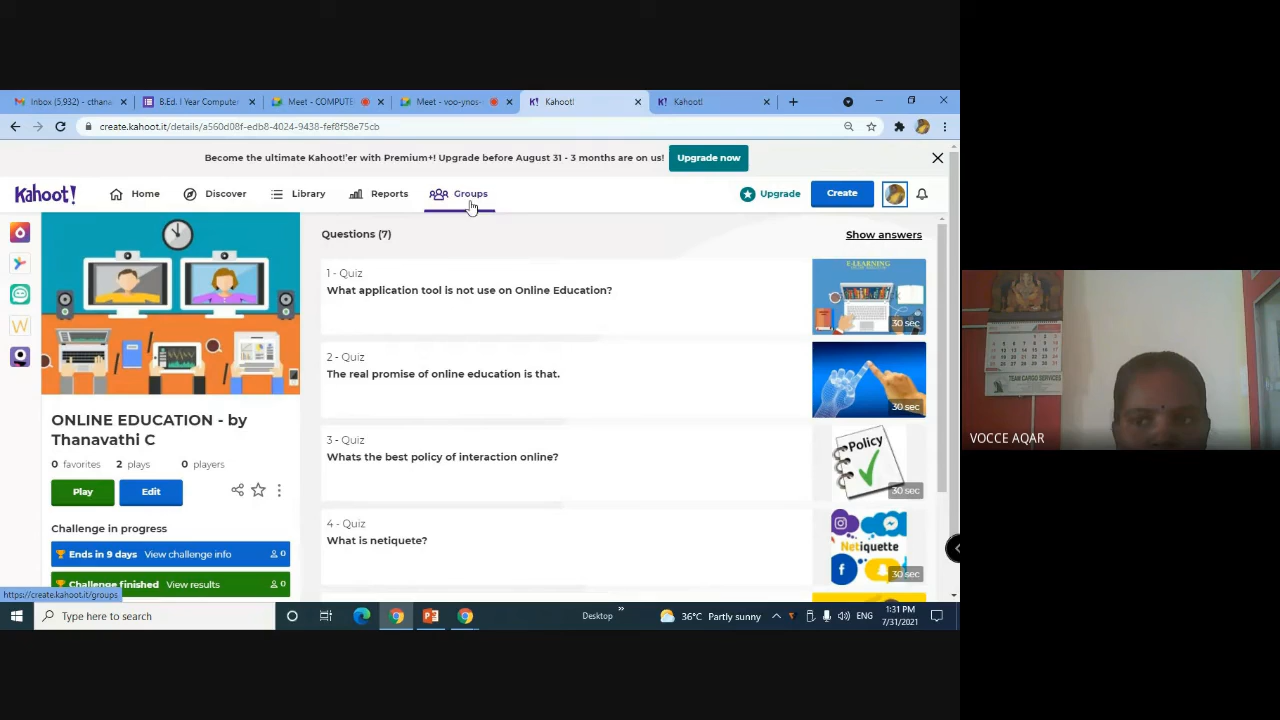 Inbox (5,932) - cthana
B.Ed. I Year Computer
Meet - COMPUTE
Meet - voo-ynos-
Kahoot!
Kahoot!
create.kahoot.it/details/a560d08f-edb8-4024-9438-fef8f58e75cb
Become the ultimate Kahoot!'er with Premium+! Upgrade before August 31 - 3 months are on us!
Upgrade now
Kahoot!
Home
Discover
Library
Reports
Groups
Upgrade
Create
Questions (7)
Show answers
1 - Quiz
What application tool is not use on Online Education?
E-LEARNING
30 sec
- Quiz
The real promise of online education is that.
30 sec
3 - Quiz
Whats the best policy of interaction online?
Policy
30 sec
4 - Quiz
What is netiquete?
Netiquette
30 sec
ONLINE EDUCATION - by
Thanavathi C
0 favorites 2 plays 0 players
Play
Edit
Challenge in progress
Ends in 9 days View challenge info 0
Challenge finished View results 0
https://create.kahoot.it/groups
Type here to search
Desktop
36°C Partly sunny
ENG
1:31 PM
7/31/2021
TEAM CARGO SERVICES
VOCCE AQAR